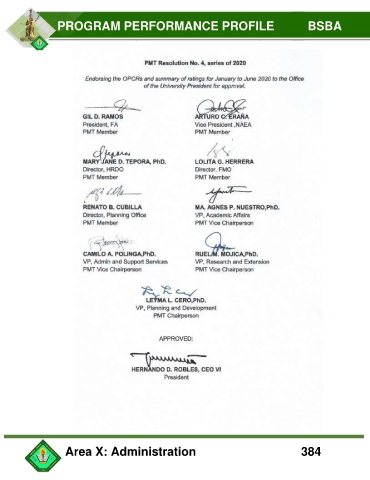 PROGRAM PERFORMANCE PROFILE BSBA
PMT Resolution No. 4, series of 2020
Endorsing the OPCRs and summary of ratings for January to June 2020 to the Office
of the University President for approval.
GIL D. RAMOS
President, FA
PMT Member
ARTURO O. ERAÑA
Vice President ,NAEA
PMT Member
MARY JANE D. TEPORA, PhD.
Director, HRDO
PMT Member
LOLITA G. HERRERA
Director, FMO
PMT Member
RENATO B. CUBILLA
Director, Planning Office
PMT Member
MA. AGNES P. NUESTRO,PhD.
VP, Academic Affairs
PMT Vice Chairperson
CAMILO A. POLINGA,PhD.
VP, Admin and Support Services
PMT Vice Chairperson
RUEL M. MOJICA,PhD.
VP, Research and Extension
PMT Vice Chairperson
LETMA L. CERO,PhD.
VP, Planning and Development
PMT Chairperson
APPROVED:
HERNANDO D. ROBLES, CEO VI
President
Area X: Administration 384